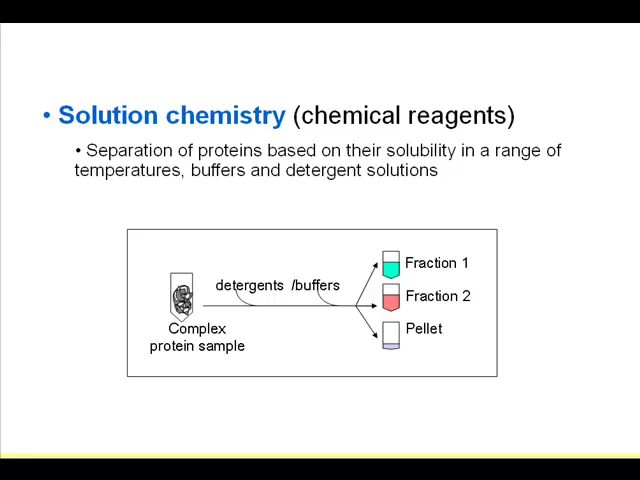 • Solution chemistry (chemical reagents)
• Separation of proteins based on their solubility in a range of
temperatures, buffers and detergent solutions
detergents /buffers
Fraction 1
Fraction 2
Pellet
Complex
protein sample